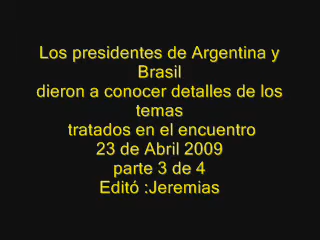 Los presidentes de Argentina y
Brasil
dieron a conocer detalles de los
temas
tratados en el encuentro
23 de Abril 2009
parte 3 de 4
Editó :Jeremias